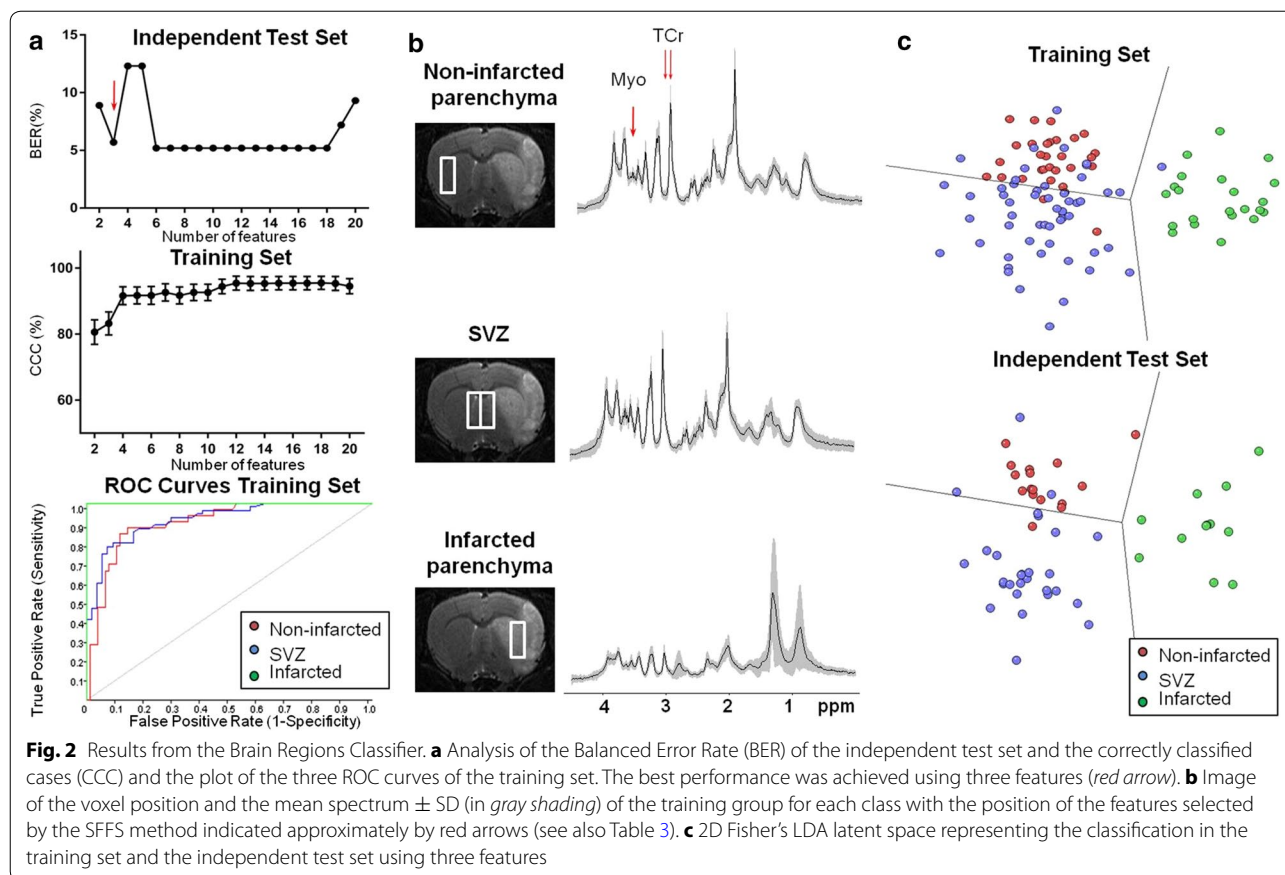 a
Independent Test Set
BER(%)
15
10
5
0
2 4 6 8 10 12 14 16 18 20
Number of features
Training Set
CCC (%)
100
80
60
2 4 6 8 10 12 14 16 18 20
Number of features
ROC Curves Training Set
True Positive Rate (Sensitivity)
1.0
0.9
0.8
0.7
0.6
0.5
0.4
0.3
0.2
0.1
0 0.1 0.2 0.3 0.4 0.5 0.6 0.7 0.8 0.9 1.0
False Positive Rate (1-Specificity)
Non-infarcted
SVZ
Infarcted
b
Non-infarcted
parenchyma
Myo
TCr
SVZ
Infarcted
parenchyma
4 3 2 1 ppm
c
Training Set
Independent Test Set
Non-infarcted
SVZ
Infarcted
Fig. 2 Results from the Brain Regions Classifier. a Analysis of the Balanced Error Rate (BER) of the independent test set and the correctly classified
cases (CCC) and the plot of the three ROC curves of the training set. The best performance was achieved using three features (red arrow). b Image
of the voxel position and the mean spectrum ± SD (in gray shading) of the training group for each class with the position of the features selected
by the SFFS method indicated approximately by red arrows (see also Table 3). c 2D Fisher's LDA latent space representing the classification in the
training set and the independent test set using three features